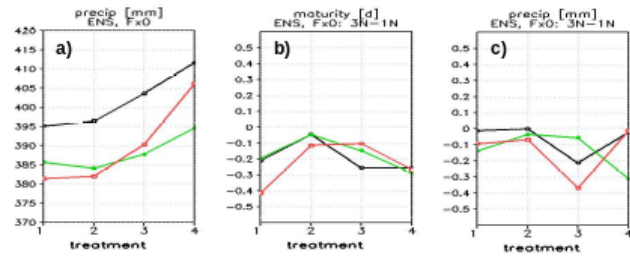 precip [mm]
ENS, Fx0
a)
420
415
410
405
400
395
390
385
380
375
370
1 2 3 4
treatment
maturity [d]
ENS, Fx0: 3N-1N
b)
0.5
0.4
0.3
0.2
0.1
0
-0.1
-0.2
-0.3
-0.4
-0.5
1 2 3 4
treatment
precip [mm]
ENS, Fx0: 3N-1N
c)
0.5
0.4
0.3
0.2
0.1
0
-0.1
-0.2
-0.3
-0.4
-0.5
1 2 3 4
treatment